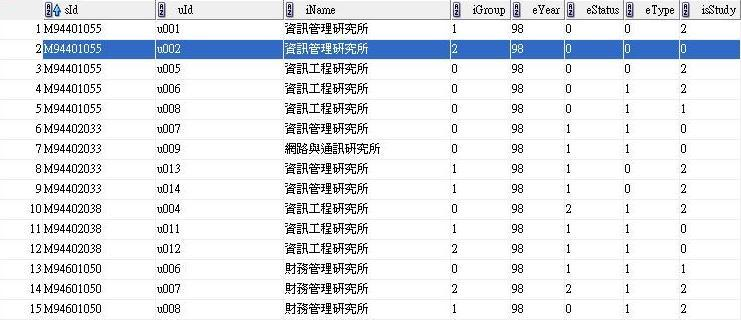 sId uId iName iGroup eYear eStatus eType isStudy
1 M94401055 u001 資訊管理研究所 1 98 0 0 2
2 M94401055 u002 資訊管理研究所 2 98 0 0 0
3 M94401055 u005 資訊工程研究所 0 98 0 0 2
4 M94401055 u006 資訊工程研究所 0 98 0 1 2
5 M94401055 u008 資訊工程研究所 0 98 0 1 1
6 M94402033 u007 資訊管理研究所 0 98 1 1 0
7 M94402033 u009 網路與通訊研究所 0 98 1 1 0
8 M94402033 u013 資訊管理研究所 1 98 1 0 2
9 M94402033 u014 資訊管理研究所 1 98 1 0 2
10 M94402038 u004 資訊工程研究所 0 98 2 1 2
11 M94402038 u011 資訊管理研究所 1 98 1 1 0
12 M94402038 u012 資訊工程研究所 2 98 1 1 0
13 M94601050 u006 財務管理研究所 0 98 1 1 1
14 M94601050 u007 財務管理研究所 2 98 2 1 2
15 M94601050 u008 財務管理研究所 1 98 0 1 0